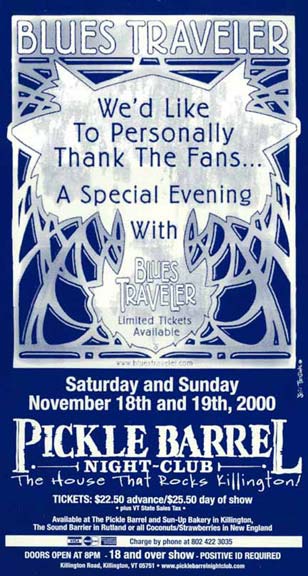 BLUES TRAVELER
We'd Like
To Personally
Thank The Fans...
A Special Evening
With
BLUES
TRAVELER
Limited Tickets
Available
www.bluestraveler.com
Saturday and Sunday
November 18th and 19th, 2000
PICKLE BARREL
NIGHT-CLUB
The House That Rocks Killington!
TICKETS: $22.50 advance/$25.50 day of show
• plus VT State Sales Tax •
Available at The Pickle Barrel and Sun-Up Bakery in Killington,
The Sound Barrier in Rutland or all Coconuts/Strawberries in New England
Charge by phone at 802 422 3035
DOORS OPEN AT 8PM - 18 and over show - POSITIVE ID REQUIRED
Killington Road, Killington, VT 05751 • www.picklebarrelnightclub.com